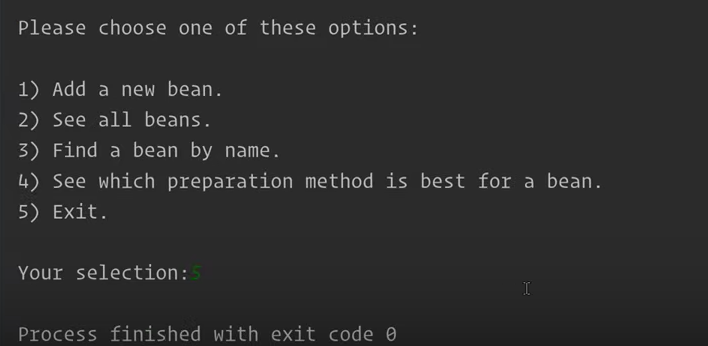 Please choose one of these options:
1) Add a new bean.
2) See all beans.
3) Find a bean by name.
4) See which preparation method is best for a bean.
5) Exit.
Your selection:5
Process finished with exit code 0